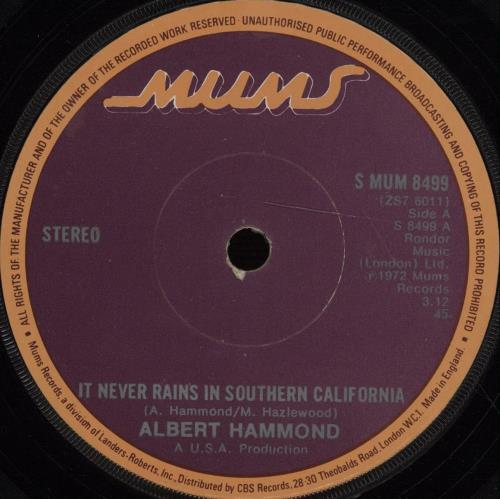 • ALL RIGHTS OF THE MANUFACTURER AND OF THE OWNER OF THE RECORDED WORK RESERVED · UNAUTHORISED PUBLIC PERFORMANCE BROADCASTING AND COPYING OF THIS RECORD PROHIBITED •
MUMS
S MUM 8499
(ZS7 6011)
Side A
S 8499 A
Rondor
Music
(London) Ltd.
℗1972 Mums
Records
3.12
45
STEREO
IT NEVER RAINS IN SOUTHERN CALIFORNIA
(A. Hammond/M. Hazlewood)
ALBERT HAMMOND
A U.S.A. Production
Mums Records, a division of Landers-Roberts, Inc., Distributed by CBS Records, 28-30 Theobalds Road, London WC1. Made in England.